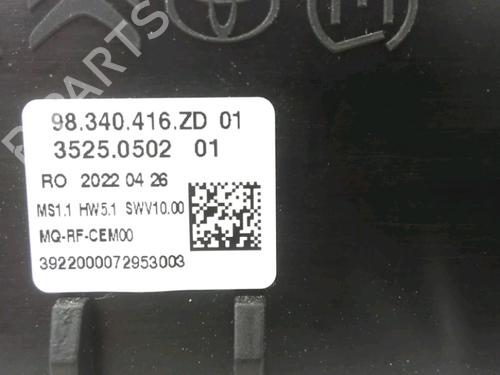 98.340.416.ZD 01
3525.0502 01
RO 2022 04 26
MS1.1 HW5.1 SWV10.00
MQ-RF-CEM00
3922000072953003